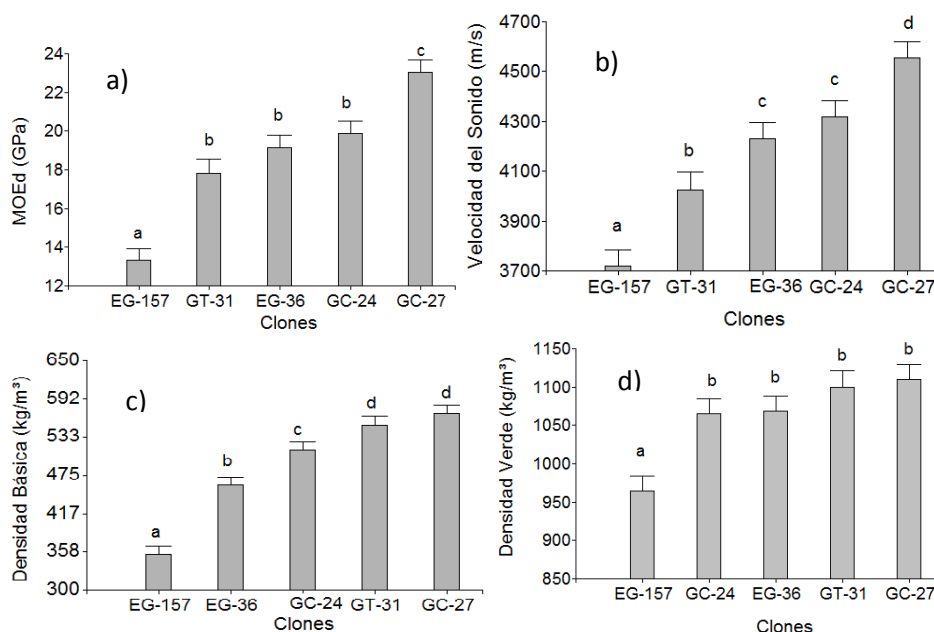 a)
MOEd (GPa)
24
22
20
18
16
14
12
a
b
b
b
c
EG-157 GT-31 EG-36 GC-24 GC-27
Clones
b)
Velocidad del Sonido (m/s)
4700
4500
4300
4100
3900
3700
a
b
c
c
d
EG-157 GT-31 EG-36 GC-24 GC-27
Clones
c)
Densidad Básica (kg/m³)
650
592
533
475
417
358
300
a
b
c
d
d
EG-157 EG-36 GC-24 GT-31 GC-27
Clones
d)
Densidad Verde (kg/m³)
1150
1100
1050
1000
950
900
850
a
b
b
b
b
EG-157 GC-24 EG-36 GT-31 GC-27
Clones